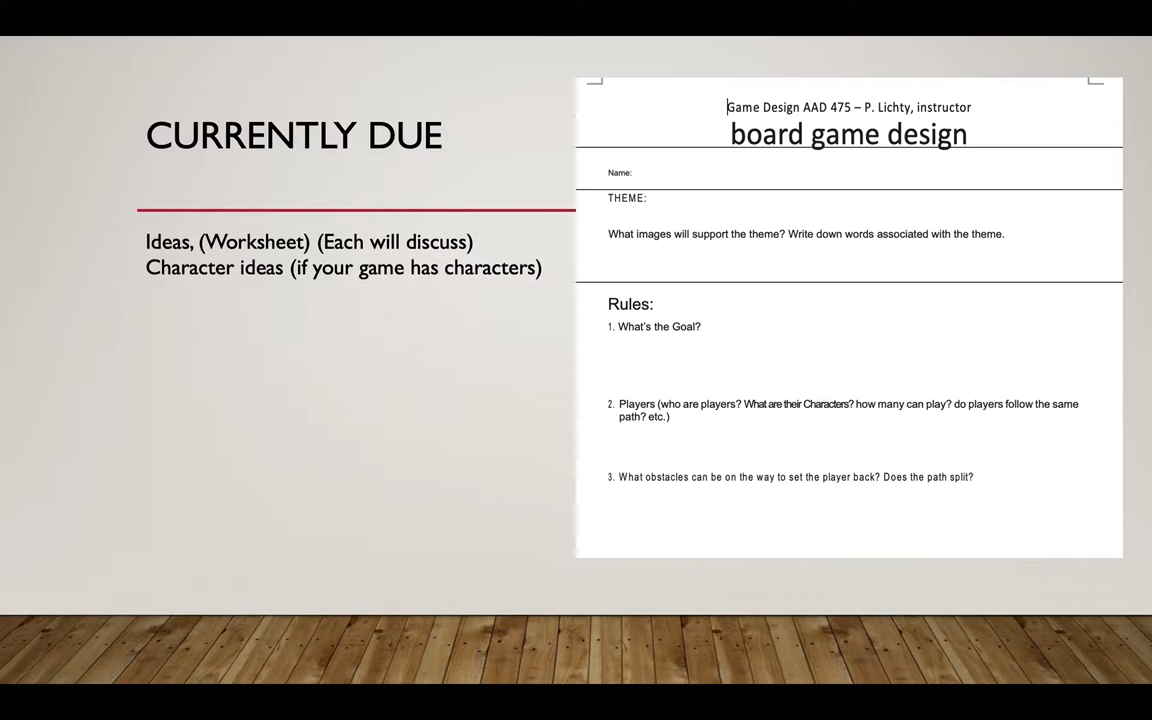 CURRENTLY DUE
Ideas, (Worksheet) (Each will discuss)
Character ideas (if your game has characters)
Game Design AAD 475 – P. Lichty, instructor
board game design
Name:
THEME:
What images will support the theme? Write down words associated with the theme.
Rules:
1. What's the Goal?
2. Players (who are players? What are their Characters? how many can play? do players follow the same
path? etc.)
3. What obstacles can be on the way to set the player back? Does the path split?